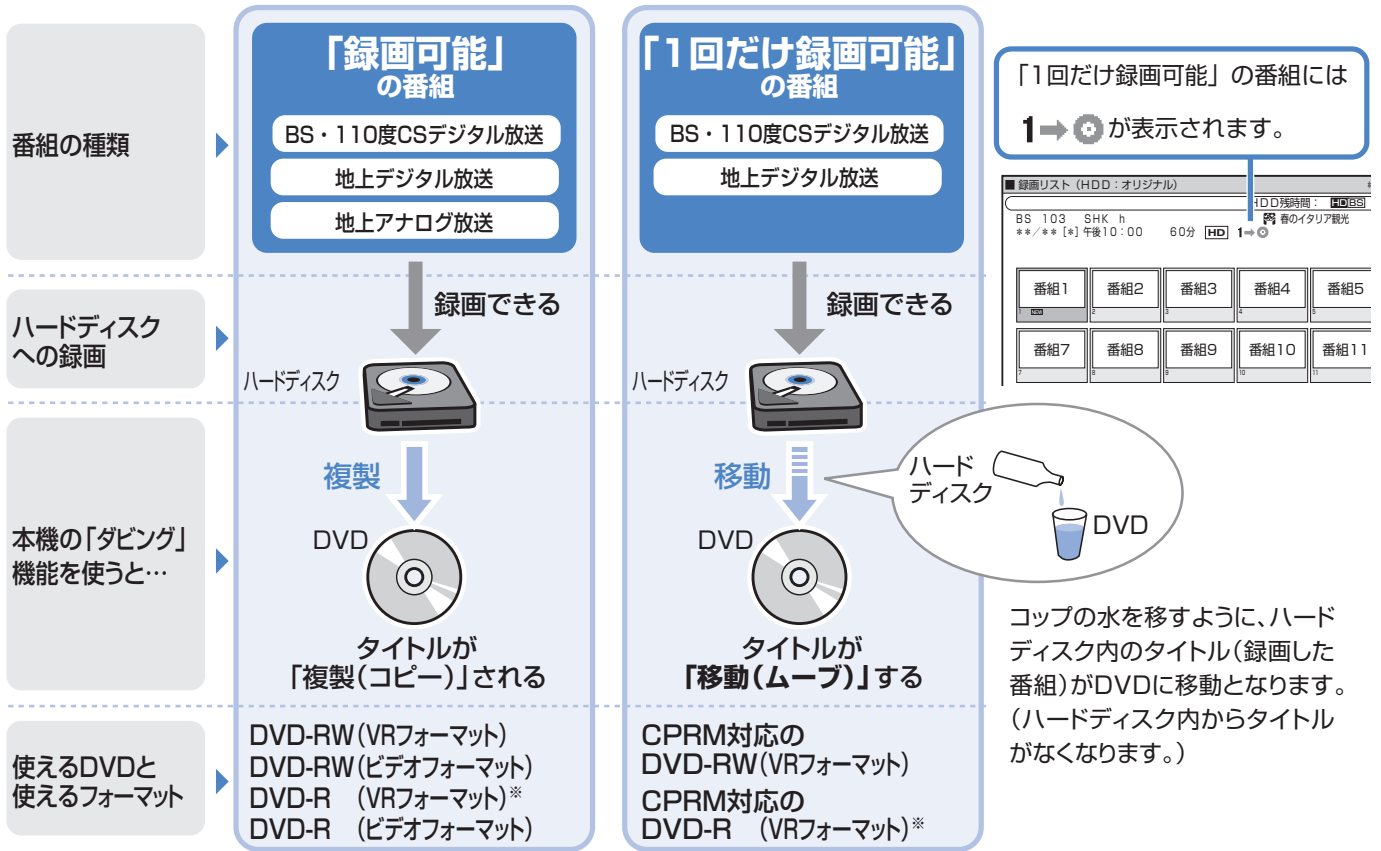 番組の種類
「録画可能」
の番組
BS・110度CSデジタル放送
地上デジタル放送
地上アナログ放送
「1回だけ録画可能」
の番組
BS・110度CSデジタル放送
地上デジタル放送
「1回だけ録画可能」の番組には
1➡が表示されます。
■ 録画リスト（HDD：オリジナル） *
HDD残時間： HDBS
BS 103 SHK h 春のイタリア観光
**/** [*] 午後10：00 60分 HD 1➡
番組1 番組2 番組3 番組4 番組5
1 NEW 2 3 4 5
番組7 番組8 番組9 番組10 番組11
7 8 9 10 11
ハードディスク
への録画
録画できる
ハードディスク
録画できる
ハードディスク
本機の「ダビング」
機能を使うと…
複製
DVD
タイトルが
「複製（コピー）」される
移動
DVD
タイトルが
「移動（ムーブ）」する
ハード
ディスク
DVD
コップの水を移すように、ハード
ディスク内のタイトル（録画した
番組）がDVDに移動となります。
（ハードディスク内からタイトル
がなくなります。）
使えるDVDと
使えるフォーマット
DVD-RW（VRフォーマット）
DVD-RW（ビデオフォーマット）
DVD-R （VRフォーマット）※
DVD-R （ビデオフォーマット）
CPRM対応の
DVD-RW（VRフォーマット）
CPRM対応の
DVD-R （VRフォーマット）※